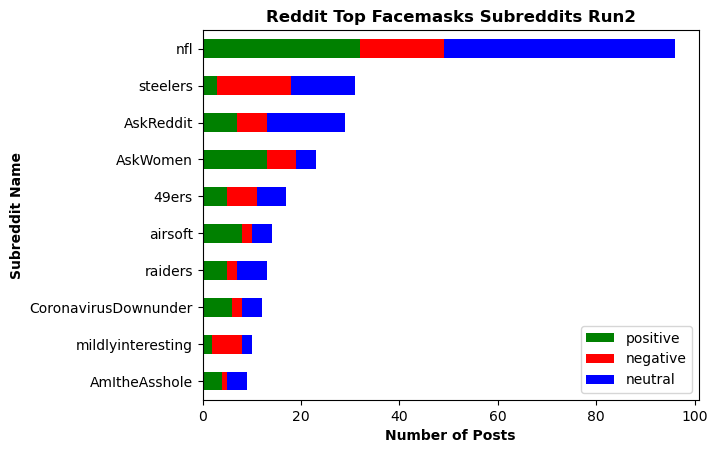 Reddit Top Facemasks Subreddits Run2
nfl
steelers
AskReddit
AskWomen
49ers
airsoft
raiders
CoronavirusDownunder
mildlyinteresting
AmItheAsshole
Subreddit Name
positive
negative
neutral
0 20 40 60 80 100
Number of Posts